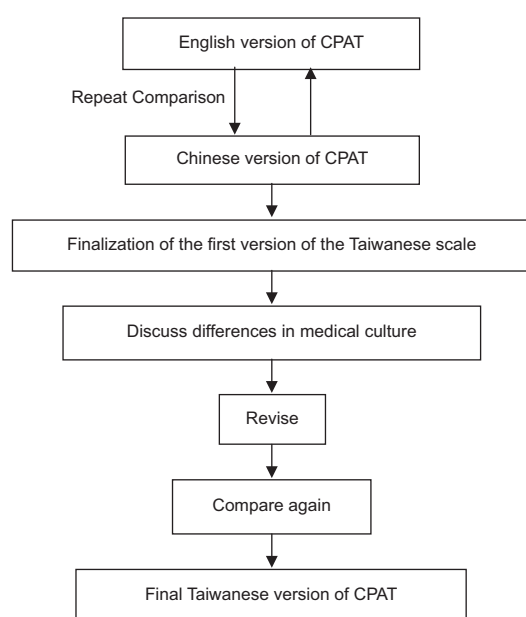 English version of CPAT
Repeat Comparison
Chinese version of CPAT
Finalization of the first version of the Taiwanese scale
Discuss differences in medical culture
Revise
Compare again
Final Taiwanese version of CPAT